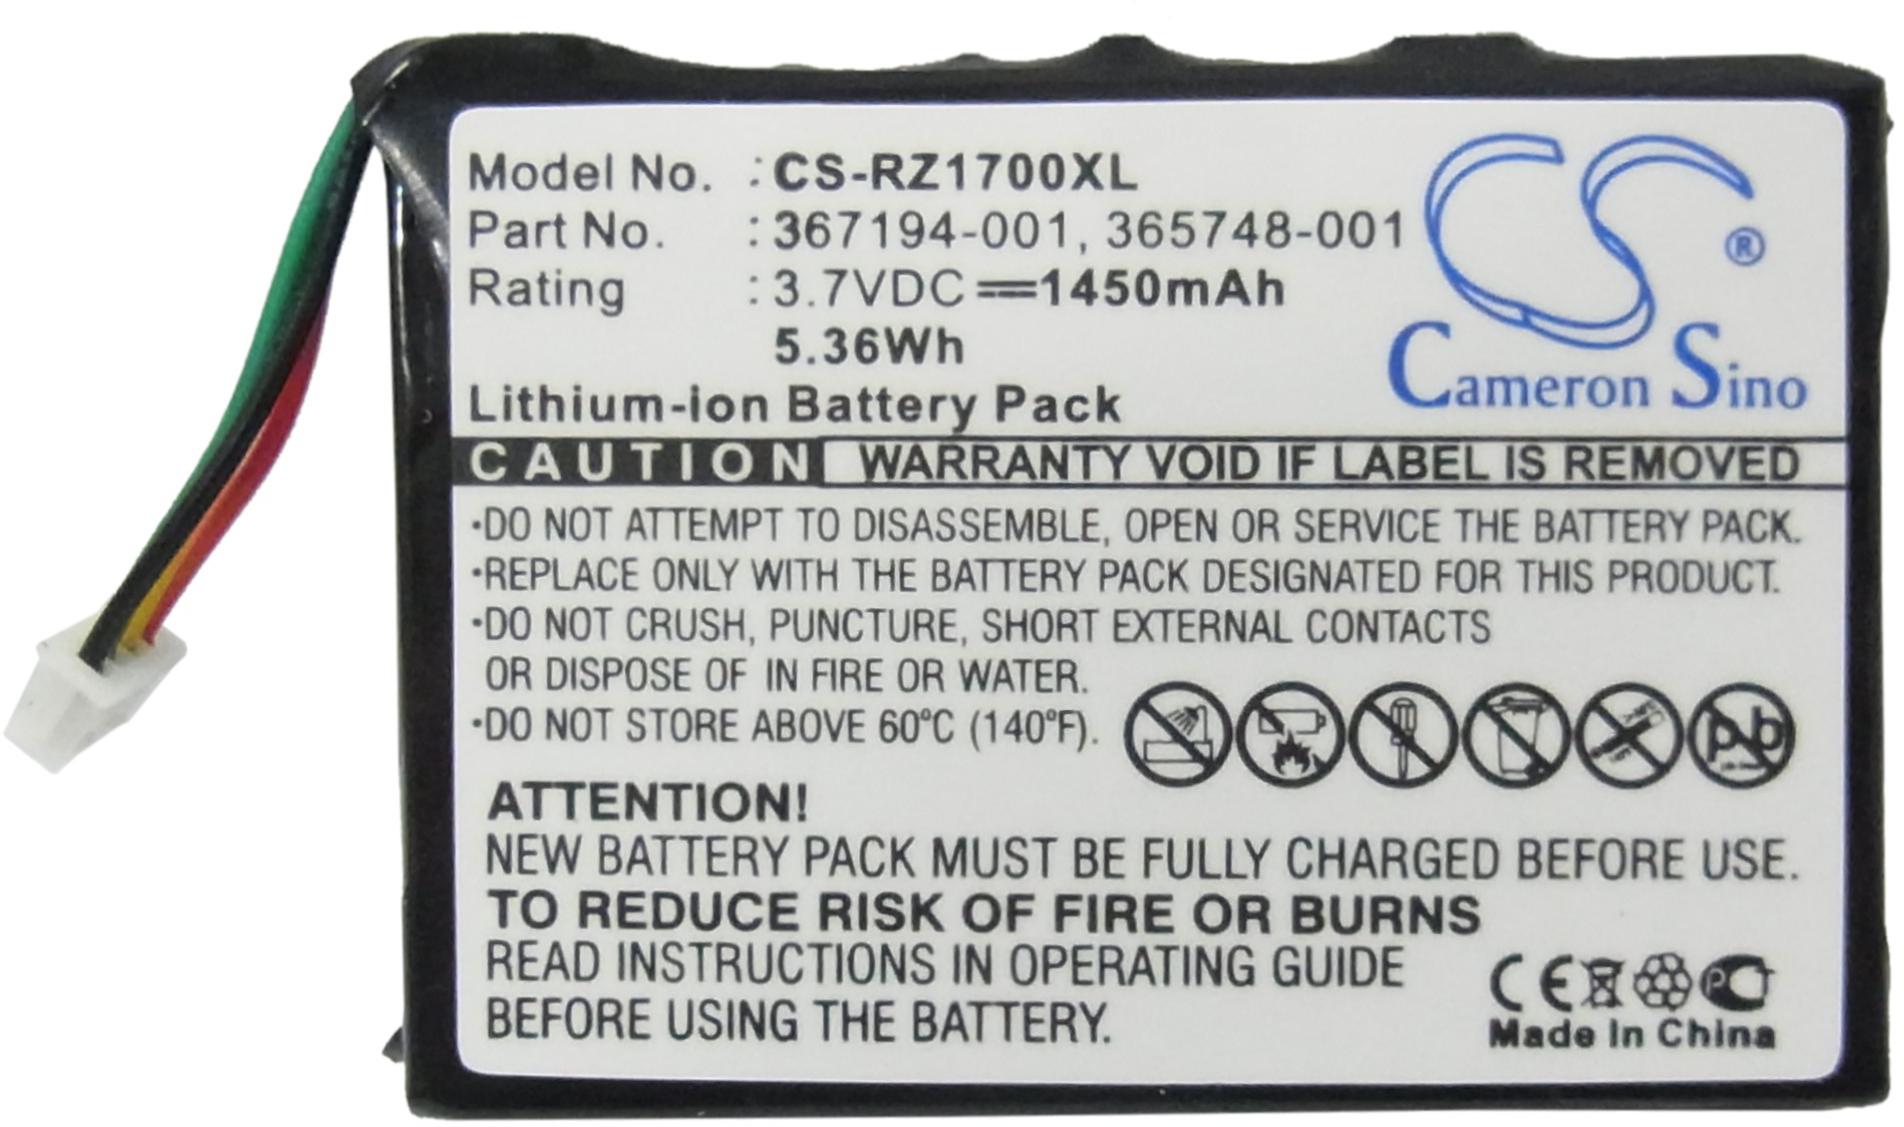 Model No. : CS-RZ1700XL
Part No. : 367194-001, 365748-001
Rating : 3.7VDC ⎓ 1450mAh
5.36Wh
Lithium-ion Battery Pack
CS ®
Cameron Sino
CAUTION WARRANTY VOID IF LABEL IS REMOVED
•DO NOT ATTEMPT TO DISASSEMBLE, OPEN OR SERVICE THE BATTERY PACK.
•REPLACE ONLY WITH THE BATTERY PACK DESIGNATED FOR THIS PRODUCT.
•DO NOT CRUSH, PUNCTURE, SHORT EXTERNAL CONTACTS
OR DISPOSE OF IN FIRE OR WATER.
•DO NOT STORE ABOVE 60°C (140°F).
Pb
ATTENTION!
NEW BATTERY PACK MUST BE FULLY CHARGED BEFORE USE.
TO REDUCE RISK OF FIRE OR BURNS
READ INSTRUCTIONS IN OPERATING GUIDE
BEFORE USING THE BATTERY.
CE
Made In China